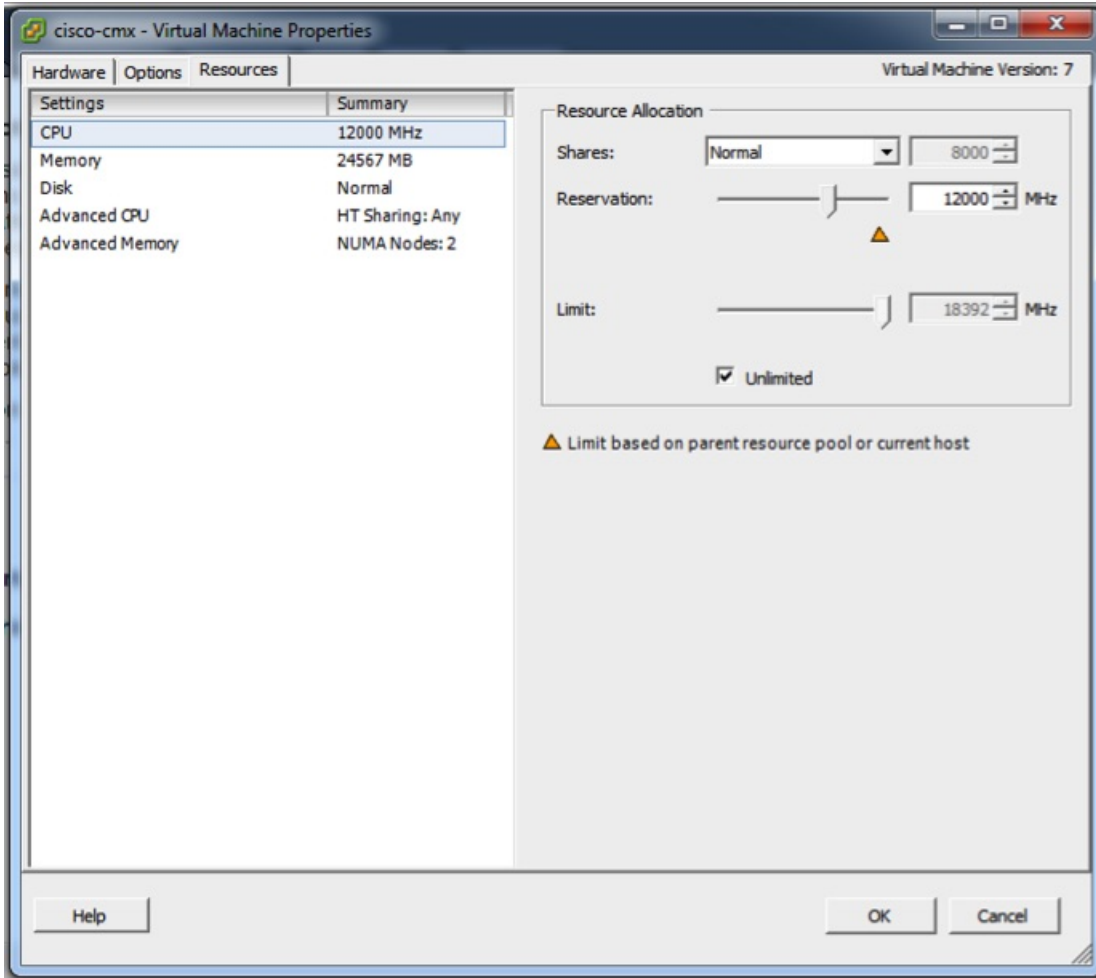 cisco-cmx - Virtual Machine Properties
Hardware Options Resources Virtual Machine Version: 7
Settings Summary
CPU 12000 MHz
Memory 24567 MB
Disk Normal
Advanced CPU HT Sharing: Any
Advanced Memory NUMA Nodes: 2
Resource Allocation
Shares: Normal 8000
Reservation: 12000 MHz
Limit: 18392 MHz
Unlimited
Limit based on parent resource pool or current host
Help OK Cancel